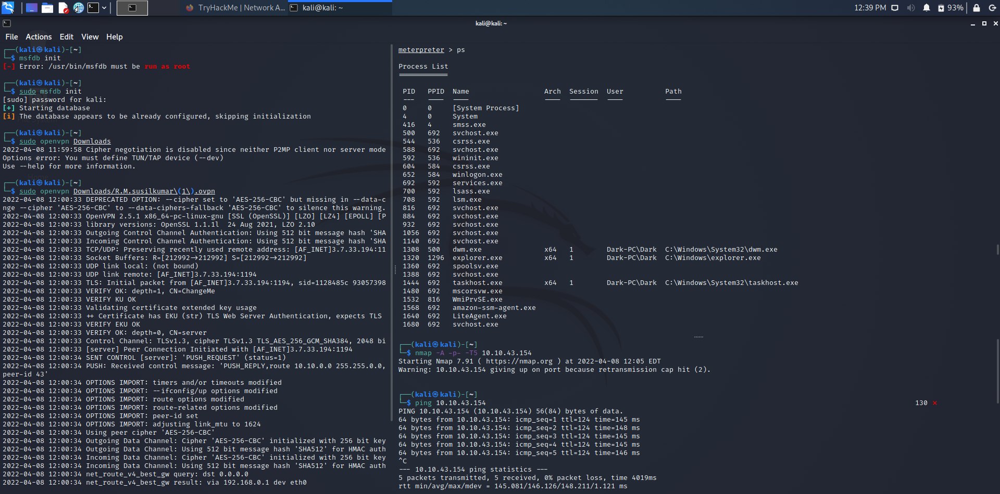 TryHackMe | Network A...
kali@kali: ~
12:39 PM
93%
kali@kali: ~
File Actions Edit View Help
┌──(kali㉿kali)-[~]
└─$ msfdb init
[-] Error: /usr/bin/msfdb must be run as root
┌──(kali㉿kali)-[~]
└─$ sudo msfdb init
[sudo] password for kali:
[+] Starting database
[i] The database appears to be already configured, skipping initialization
┌──(kali㉿kali)-[~]
└─$ sudo openvpn Downloads
2022-04-08 11:59:58 Cipher negotiation is disabled since neither P2MP client nor server mode
Options error: You must define TUN/TAP device (--dev)
Use --help for more information.
┌──(kali㉿kali)-[~]
└─$ sudo openvpn Downloads/R.M.susilkumar\(1\).ovpn
2022-04-08 12:00:33 DEPRECATED OPTION: --cipher set to 'AES-256-CBC' but missing in --data-c
nge --cipher 'AES-256-CBC' to --data-ciphers-fallback 'AES-256-CBC' to silence this warning.
2022-04-08 12:00:33 OpenVPN 2.5.1 x86_64-pc-linux-gnu [SSL (OpenSSL)] [LZO] [LZ4] [EPOLL] [P
2022-04-08 12:00:33 library versions: OpenSSL 1.1.1l  24 Aug 2021, LZO 2.10
2022-04-08 12:00:33 Outgoing Control Channel Authentication: Using 512 bit message hash 'SHA
2022-04-08 12:00:33 Incoming Control Channel Authentication: Using 512 bit message hash 'SHA
2022-04-08 12:00:33 TCP/UDP: Preserving recently used remote address: [AF_INET]3.7.33.194:11
2022-04-08 12:00:33 Socket Buffers: R=[212992→212992] S=[212992→212992]
2022-04-08 12:00:33 UDP link local: (not bound)
2022-04-08 12:00:33 UDP link remote: [AF_INET]3.7.33.194:1194
2022-04-08 12:00:33 TLS: Initial packet from [AF_INET]3.7.33.194:1194, sid=1128485c 93057398
2022-04-08 12:00:33 VERIFY OK: depth=1, CN=ChangeMe
2022-04-08 12:00:33 VERIFY KU OK
2022-04-08 12:00:33 Validating certificate extended key usage
2022-04-08 12:00:33 ++ Certificate has EKU (str) TLS Web Server Authentication, expects TLS
2022-04-08 12:00:33 VERIFY EKU OK
2022-04-08 12:00:33 VERIFY OK: depth=0, CN=server
2022-04-08 12:00:33 Control Channel: TLSv1.3, cipher TLSv1.3 TLS_AES_256_GCM_SHA384, 2048 bi
2022-04-08 12:00:33 [server] Peer Connection Initiated with [AF_INET]3.7.33.194:1194
2022-04-08 12:00:34 SENT CONTROL [server]: 'PUSH_REQUEST' (status=1)
2022-04-08 12:00:34 PUSH: Received control message: 'PUSH_REPLY,route 10.10.0.0 255.255.0.0,
peer-id 43'
2022-04-08 12:00:34 OPTIONS IMPORT: timers and/or timeouts modified
2022-04-08 12:00:34 OPTIONS IMPORT: --ifconfig/up options modified
2022-04-08 12:00:34 OPTIONS IMPORT: route options modified
2022-04-08 12:00:34 OPTIONS IMPORT: route-related options modified
2022-04-08 12:00:34 OPTIONS IMPORT: peer-id set
2022-04-08 12:00:34 OPTIONS IMPORT: adjusting link_mtu to 1624
2022-04-08 12:00:34 Using peer cipher 'AES-256-CBC'
2022-04-08 12:00:34 Outgoing Data Channel: Cipher 'AES-256-CBC' initialized with 256 bit key
2022-04-08 12:00:34 Outgoing Data Channel: Using 512 bit message hash 'SHA512' for HMAC auth
2022-04-08 12:00:34 Incoming Data Channel: Cipher 'AES-256-CBC' initialized with 256 bit key
2022-04-08 12:00:34 Incoming Data Channel: Using 512 bit message hash 'SHA512' for HMAC auth
2022-04-08 12:00:34 net_route_v4_best_gw query: dst 0.0.0.0
2022-04-08 12:00:34 net_route_v4_best_gw result: via 192.168.0.1 dev eth0
meterpreter > ps
Process List
============
PID   PPID  Name                  Arch  Session  User          Path
---   ----  ----                  ----  -------  ----          ----
0     0     [System Process]
4     0     System
416   4     smss.exe
500   692   svchost.exe
544   536   csrss.exe
588   692   svchost.exe
592   536   wininit.exe
604   584   csrss.exe
652   584   winlogon.exe
692   592   services.exe
700   592   lsass.exe
708   592   lsm.exe
816   692   svchost.exe
884   692   svchost.exe
932   692   svchost.exe
1056  692   svchost.exe
1140  692   svchost.exe
1308  500   dwm.exe               x64   1        Dark-PC\Dark  C:\Windows\System32\dwm.exe
1320  1296  explorer.exe          x64   1        Dark-PC\Dark  C:\Windows\explorer.exe
1360  692   spoolsv.exe
1388  692   svchost.exe
1444  692   taskhost.exe          x64   1        Dark-PC\Dark  C:\Windows\System32\taskhost.exe
1480  692   mscorsvw.exe
1532  816   WmiPrvSE.exe
1568  692   amazon-ssm-agent.exe
1640  692   LiteAgent.exe
1680  692   svchost.exe
┌──(kali㉿kali)-[~]
└─$ nmap -A -p- -T5 10.10.43.154
Starting Nmap 7.91 ( https://nmap.org ) at 2022-04-08 12:05 EDT
Warning: 10.10.43.154 giving up on port because retransmission cap hit (2).
┌──(kali㉿kali)-[~]
└─$ ping 10.10.43.154 130 ⨯
PING 10.10.43.154 (10.10.43.154) 56(84) bytes of data.
64 bytes from 10.10.43.154: icmp_seq=1 ttl=124 time=145 ms
64 bytes from 10.10.43.154: icmp_seq=2 ttl=124 time=148 ms
64 bytes from 10.10.43.154: icmp_seq=3 ttl=124 time=145 ms
64 bytes from 10.10.43.154: icmp_seq=4 ttl=124 time=145 ms
64 bytes from 10.10.43.154: icmp_seq=5 ttl=124 time=146 ms
^C
--- 10.10.43.154 ping statistics ---
5 packets transmitted, 5 received, 0% packet loss, time 4019ms
rtt min/avg/max/mdev = 145.081/146.126/148.211/1.121 ms